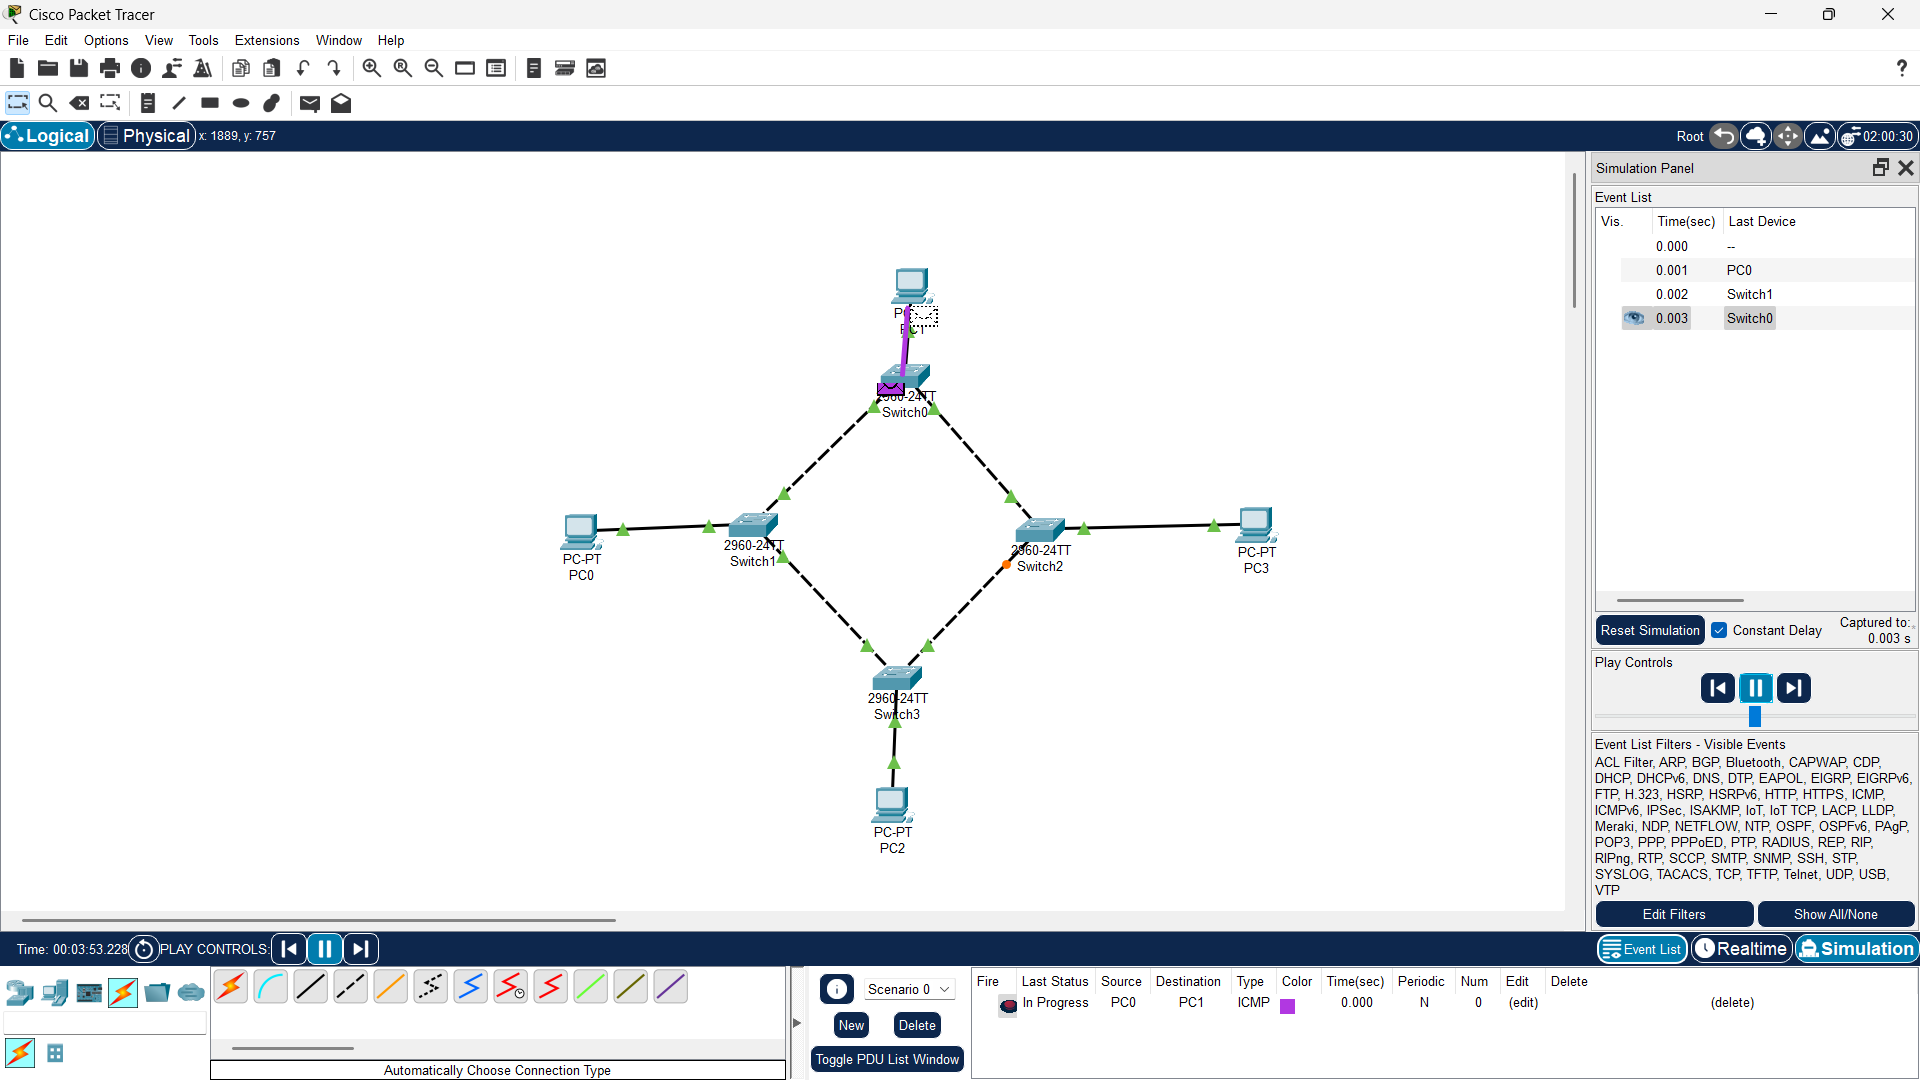 Cisco Packet Tracer
File Edit Options View Tools Extensions Window Help
Logical Physical x: 1889, y: 757 Root 02:00:30
Simulation Panel
Event List
Vis. Time(sec) Last Device
0.000 --
0.001 PC0
0.002 Switch1
0.003 Switch0
PC1
2960-24TT
Switch0
PC-PT
PC0
2960-24TT
Switch1
2960-24TT
Switch2
PC-PT
PC3
2960-24TT
Switch3
PC-PT
PC2
Reset Simulation Constant Delay Captured to:
0.003 s
Play Controls
Event List Filters - Visible Events
ACL Filter, ARP, BGP, Bluetooth, CAPWAP, CDP,
DHCP, DHCPv6, DNS, DTP, EAPOL, EIGRP, EIGRPv6,
FTP, H.323, HSRP, HSRPv6, HTTP, HTTPS, ICMP,
ICMPv6, IPSec, ISAKMP, IoT, IoT TCP, LACP, LLDP,
Meraki, NDP, NETFLOW, NTP, OSPF, OSPFv6, PAgP,
POP3, PPP, PPPoED, PTP, RADIUS, REP, RIP,
RIPng, RTP, SCCP, SMTP, SNMP, SSH, STP,
SYSLOG, TACACS, TCP, TFTP, Telnet, UDP, USB,
VTP
Edit Filters Show All/None
Time: 00:03:53.228 PLAY CONTROLS: Event List Realtime Simulation
Scenario 0
New Delete
Toggle PDU List Window
Fire Last Status Source Destination Type Color Time(sec) Periodic Num Edit Delete
In Progress PC0 PC1 ICMP 0.000 N 0 (edit) (delete)
Automatically Choose Connection Type